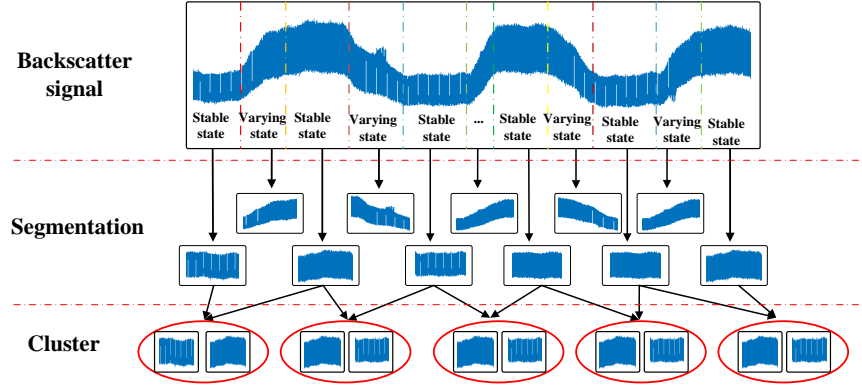 Backscatter
signal
Stable
state
Varying
state
Stable
state
Varying
state
Stable
state
...
Stable
state
Varying
state
Stable
state
Varying
state
Stable
state
Segmentation
Cluster